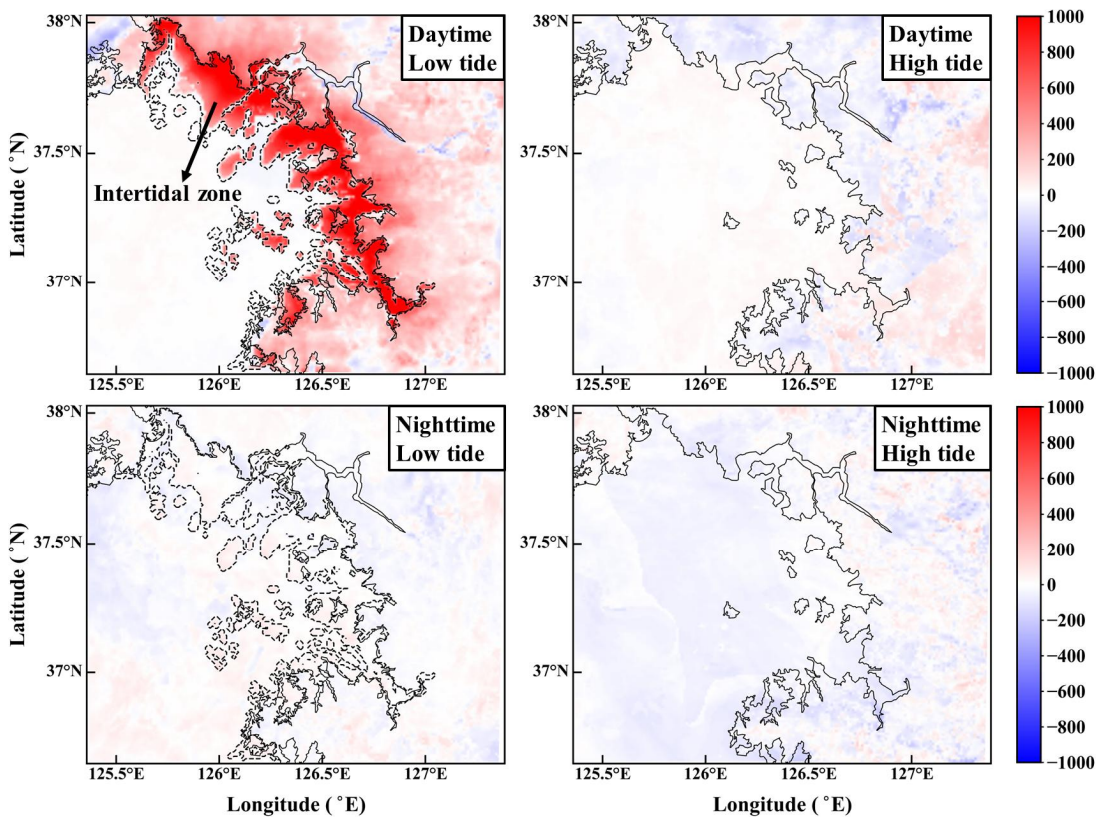 38°N
37.5°N
37°N
Latitude ( °N)
Daytime
Low tide
Intertidal zone
125.5°E
126°E
126.5°E
127°E
38°N
37.5°N
37°N
Daytime
High tide
125.5°E
126°E
126.5°E
127°E
1000
800
600
400
200
0
−200
−400
−600
−800
−1000
38°N
37.5°N
37°N
Latitude ( °N)
Nighttime
Low tide
125.5°E
126°E
126.5°E
127°E
Longitude ( °E)
38°N
37.5°N
37°N
Nighttime
High tide
125.5°E
126°E
126.5°E
127°E
Longitude ( °E)
1000
800
600
400
200
0
−200
−400
−600
−800
−1000